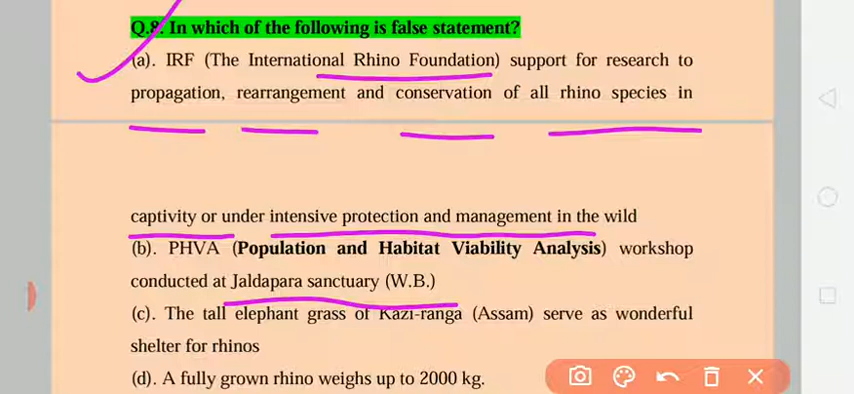 Q.8. In which of the following is false statement?
(a). IRF (The International Rhino Foundation) support for research to
propagation, rearrangement and conservation of all rhino species in
captivity or under intensive protection and management in the wild
(b). PHVA (Population and Habitat Viability Analysis) workshop
conducted at Jaldapara sanctuary (W.B.)
(c). The tall elephant grass of Kazi-ranga (Assam) serve as wonderful
shelter for rhinos
(d). A fully grown rhino weighs up to 2000 kg.